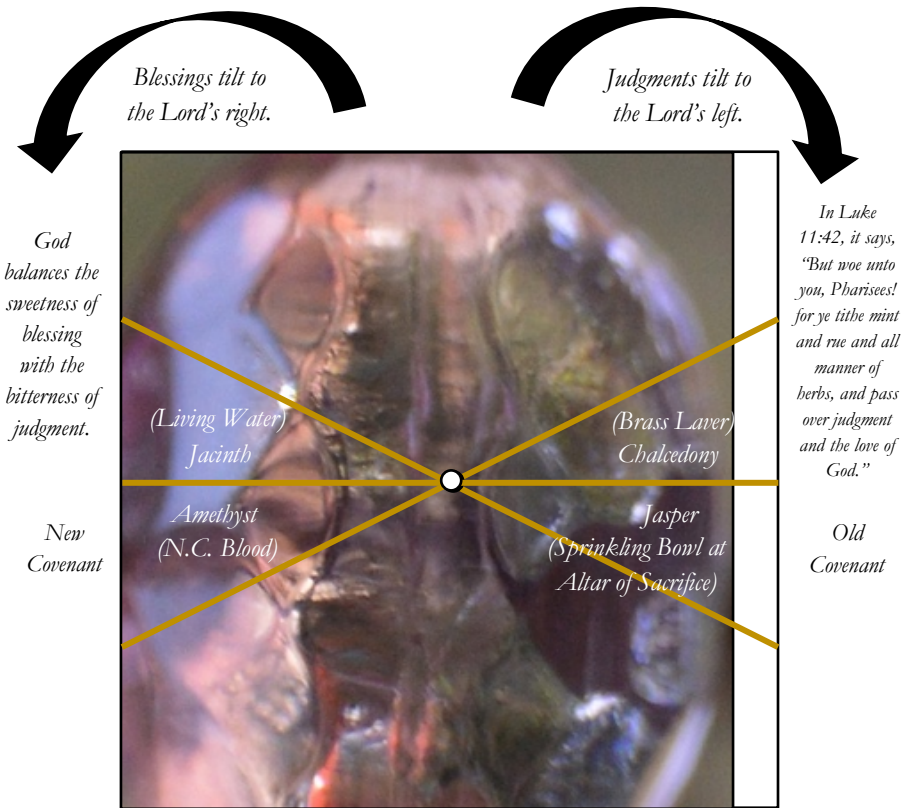 Blessings tilt to
the Lord's right.
Judgments tilt to
the Lord's left.
God
balances the
sweetness of
blessing
with the
bitterness of
judgment.
In Luke
11:42, it says,
“But woe unto
you, Pharisees!
for ye tithe mint
and rue and all
manner of
herbs, and pass
over judgment
and the love of
God.”
(Living Water)
Jacinth
(Brass Laver)
Chalcedony
Amethyst
(N.C. Blood)
Jasper
(Sprinkling Bowl at
Altar of Sacrifice)
New
Covenant
Old
Covenant